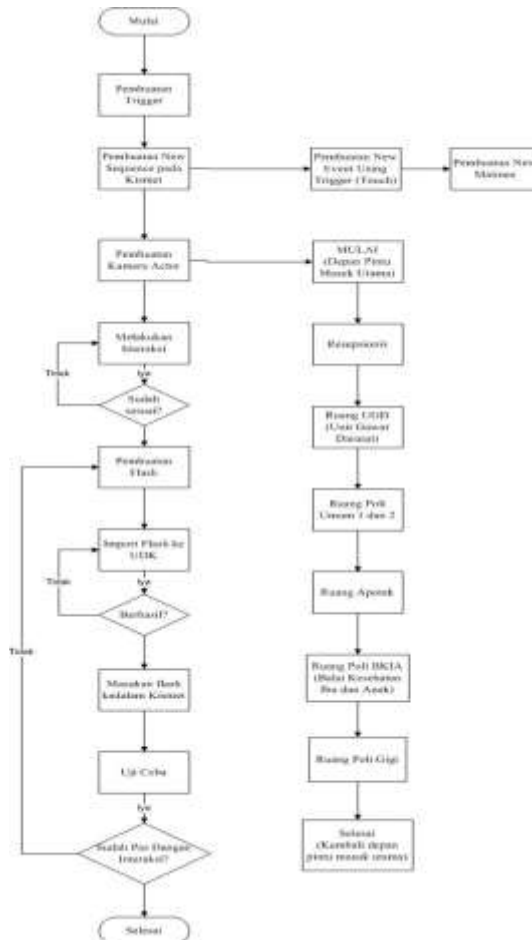 Mulai
Pembuatan
Trigger
Pembuatan New
Sequence pada
Kismet
Pembuatan New
Event Using
Trigger (Touch)
Pembuatan New
Matinee
Pembuatan
Kamera Actor
MULAI
(Depan Pintu
Masuk Utama)
Melakukan
Interaksi
Tidak
Iya
Sudah
sesuai?
Resepsionis
Ruang UGD
(Unit Gawat
Darurat)
Pembuatan
Flash
Ruang Poli
Umum 1 dan 2
Import Flash ke
UDK
Tidak
Iya
Berhasil?
Ruang Apotek
Tidak
Masukan flash
kedalam Kismet
Ruang Poli BKIA
(Balai Kesehatan
Ibu dan Anak)
Uji Coba
Ruang Poli Gigi
Iya
Sudah Pas Dengan
Interaksi?
Selesai
(Kembali depan
pintu masuk utama)
Selesai